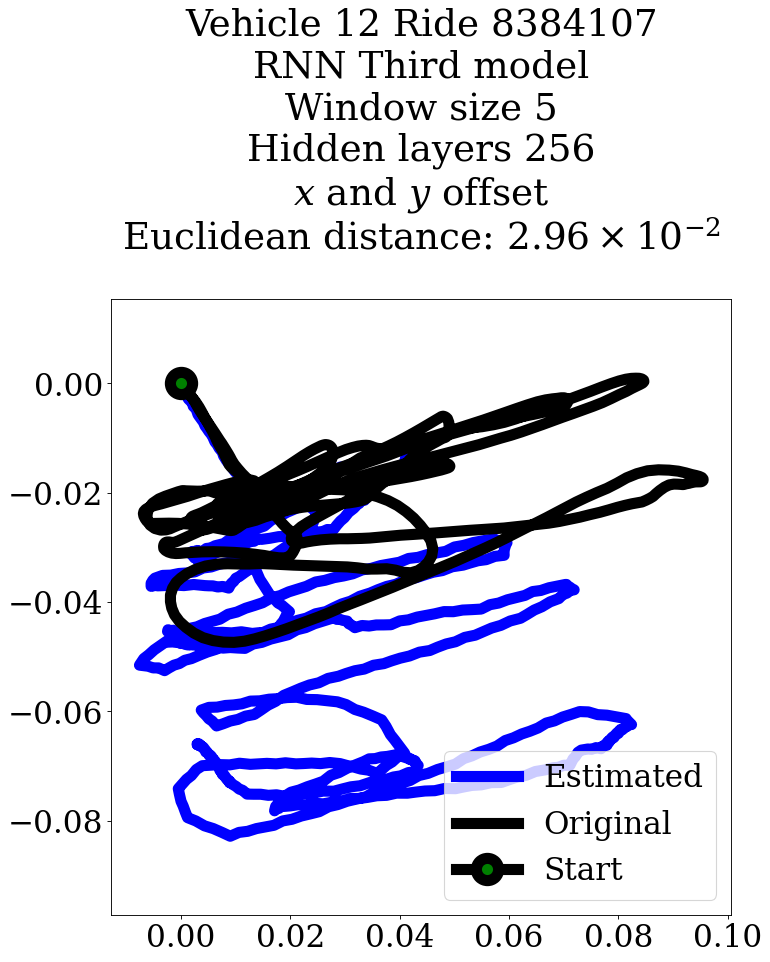 Vehicle 12 Ride 8384107
RNN Third model
Window size 5
Hidden layers 256
x and y offset
Euclidean distance: 2.96 × 10⁻²
0.00
−0.02
−0.04
−0.06
−0.08
Estimated
Original
Start
0.00 0.02 0.04 0.06 0.08 0.10